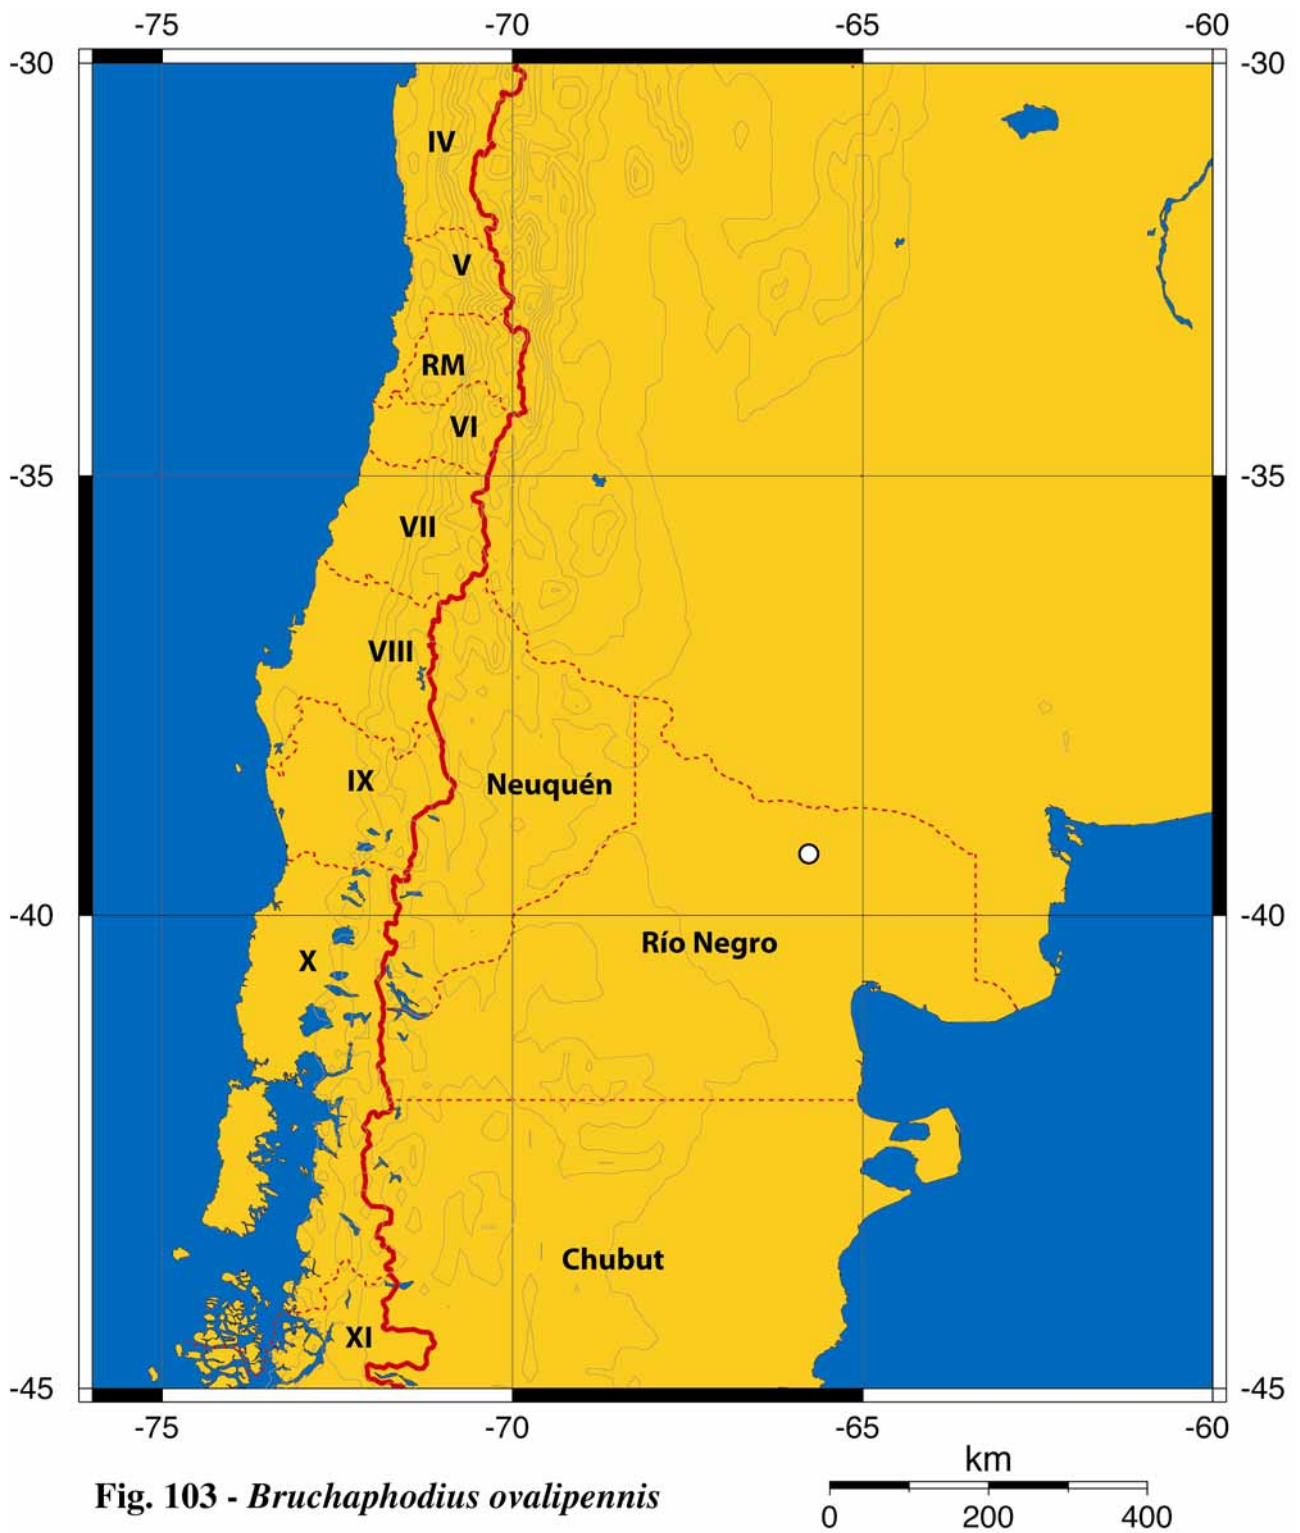 -75 -70 -65 -60
-30 -30
IV
V
RM
VI
-35 -35
VII
VIII
IX Neuquén
-40 -40
Río Negro
X
Chubut
XI
-45 -45
-75 -70 -65 -60
km
Fig. 103 - Bruchaphodius ovalipennis
0 200 400